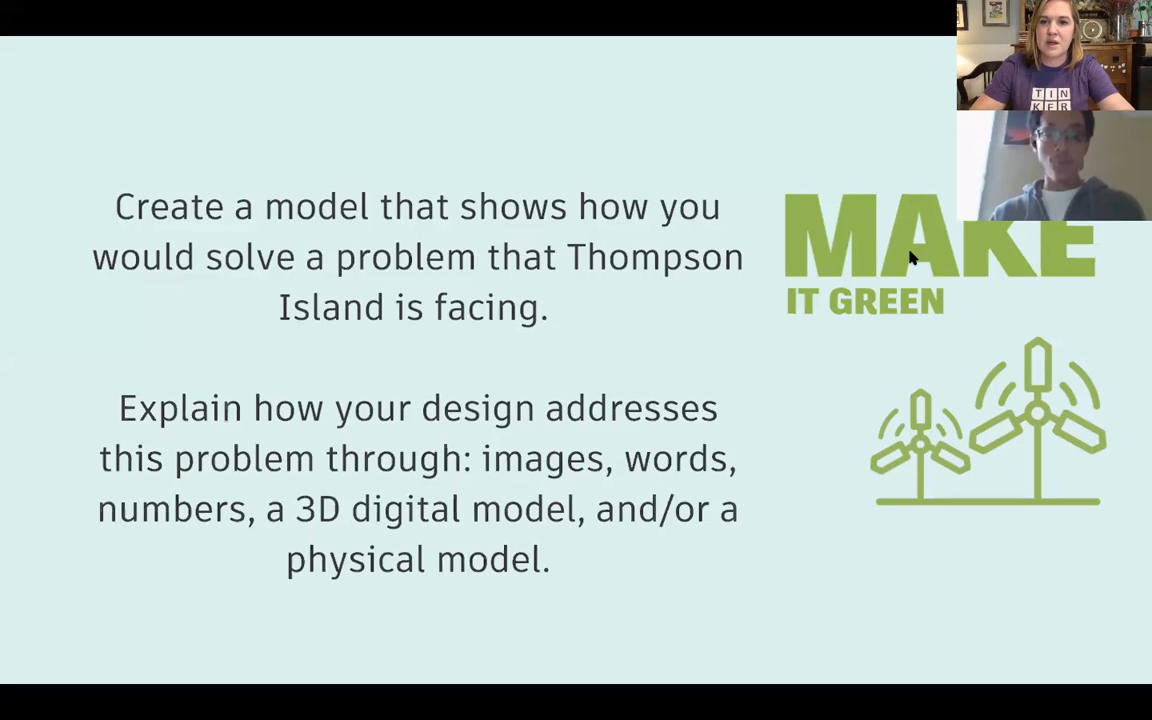 Create a model that shows how you
would solve a problem that Thompson
Island is facing.
Explain how your design addresses
this problem through: images, words,
numbers, a 3D digital model, and/or a
physical model.
MAKE
IT GREEN
TIN
KER